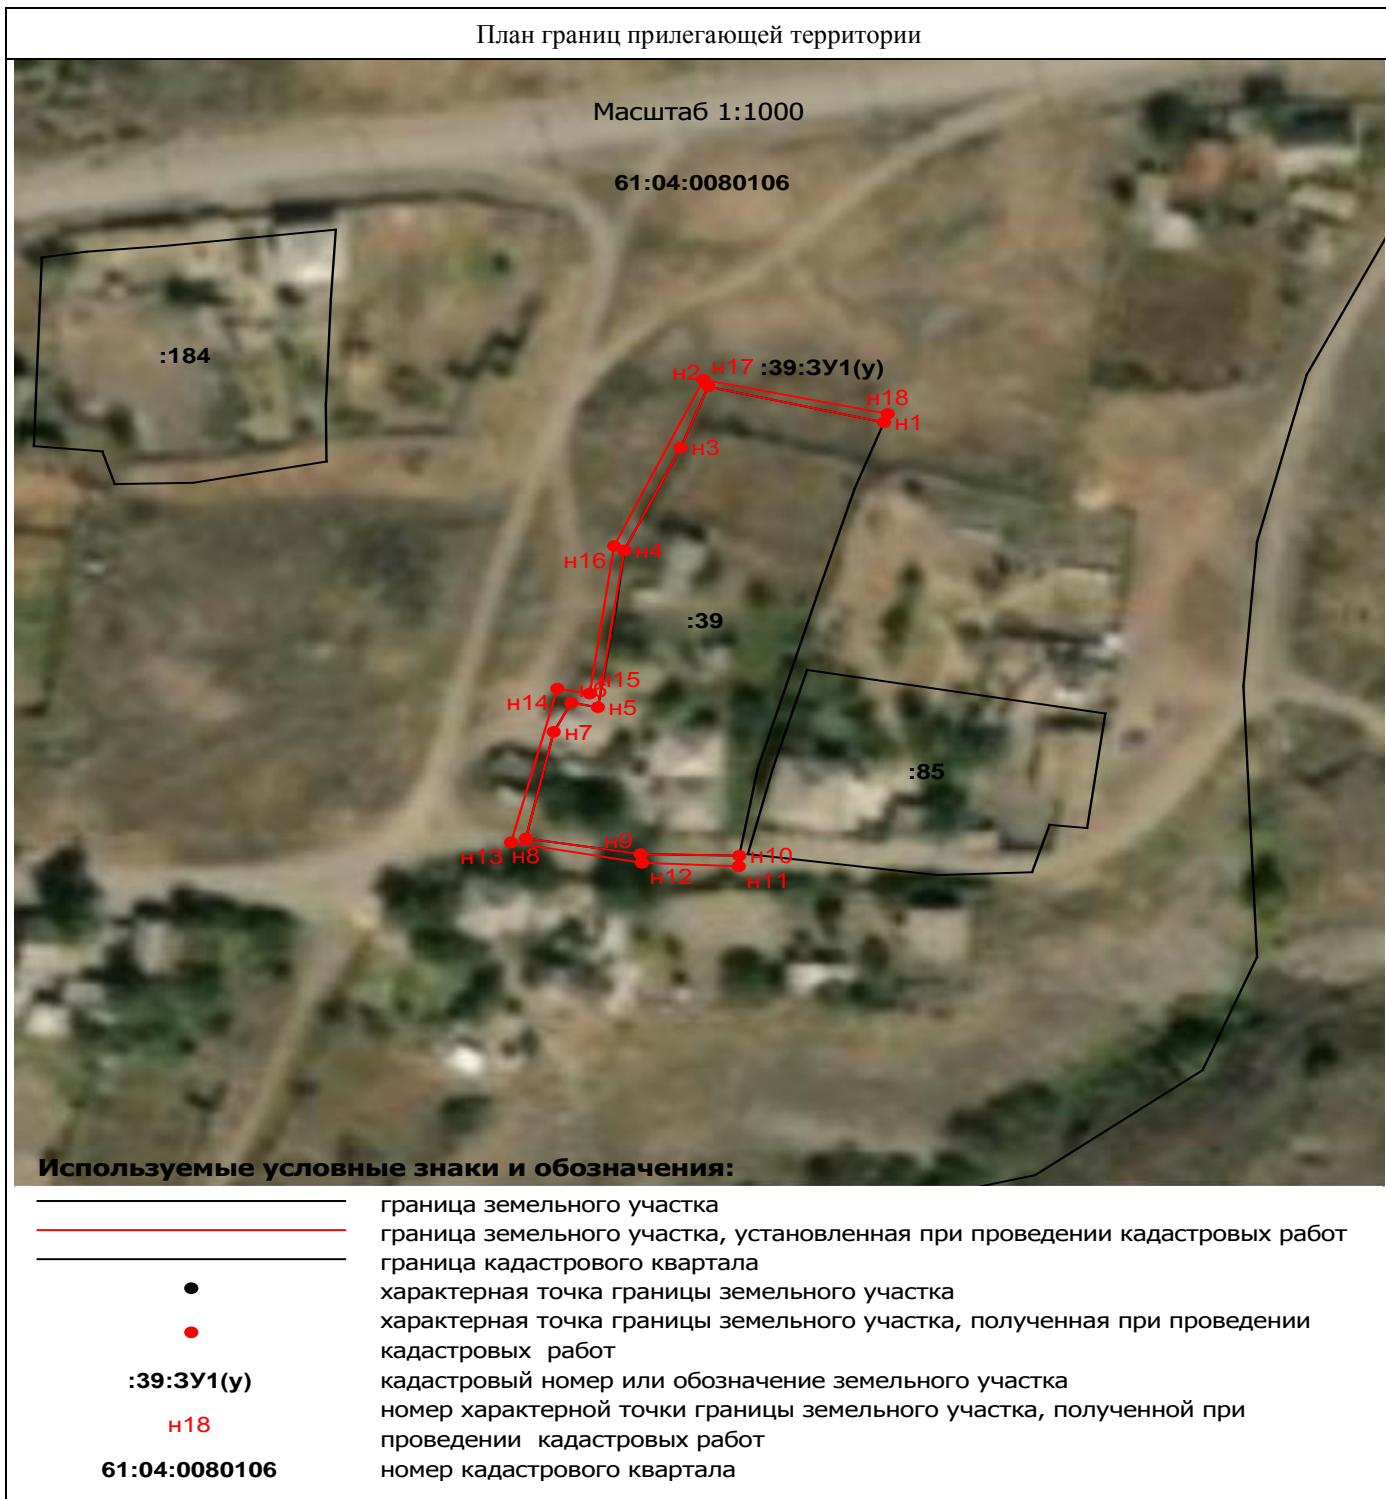 План границ прилегающей территории
Масштаб 1:1000
61:04:0080106
:184
н2 н17 :39:ЗУ1(у)
н18
н1
н3
н16 н4
:39
н15
н14 н6 н5
н7
:85
н9
н13 н8 н10
н12 н11
Используемые условные знаки и обозначения:
граница земельного участка
граница земельного участка, установленная при проведении кадастровых работ
граница кадастрового квартала
характерная точка границы земельного участка
характерная точка границы земельного участка, полученная при проведении
кадастровых работ
:39:ЗУ1(у) кадастровый номер или обозначение земельного участка
н18 номер характерной точки границы земельного участка, полученной при
проведении кадастровых работ
61:04:0080106 номер кадастрового квартала